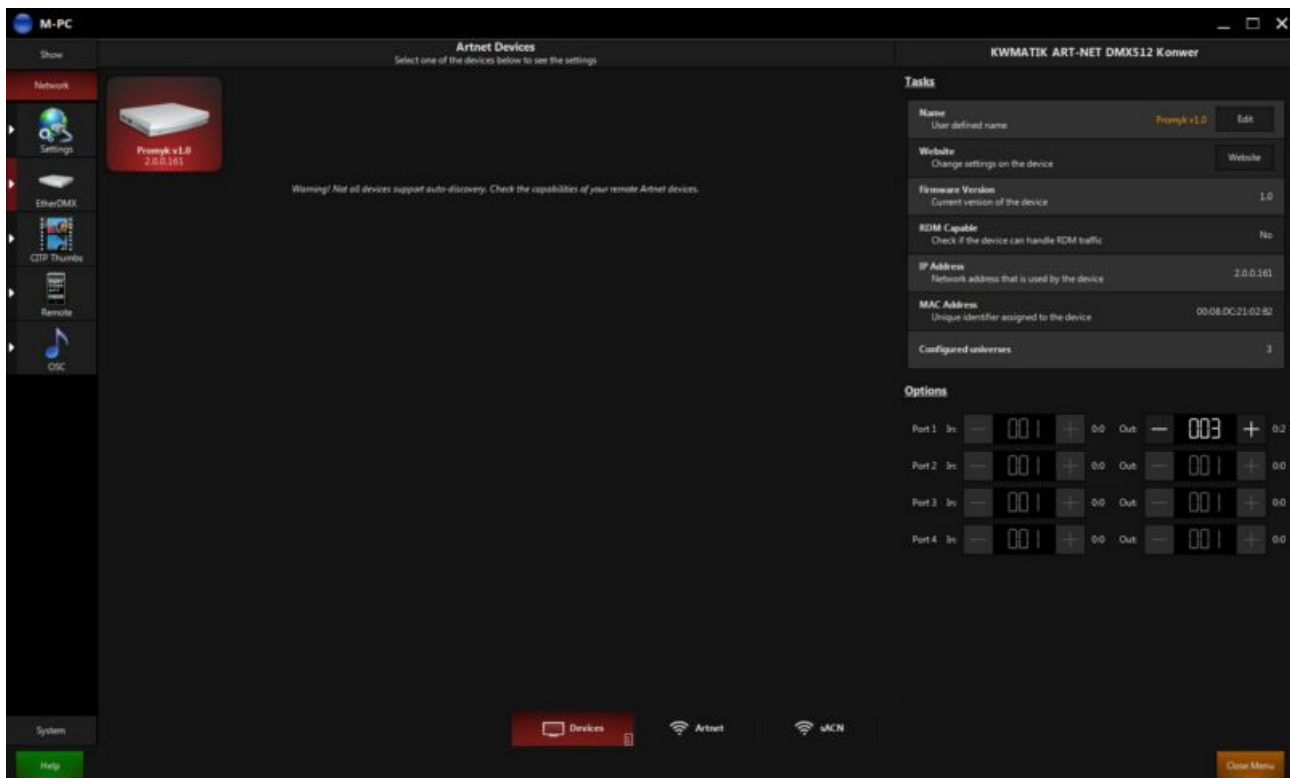 M-PC
Show
Network
Settings
EtherDMX
CITP Thumbs
Remote
OSC
System
Help
Artnet Devices
Select one of the devices below to see the settings
Promyk v1.0
2.0.0.161
Warning! Not all devices support auto-discovery. Check the capabilities of your remote Artnet devices.
Devices
Artnet
sACN
KWMATIK ART-NET DMX512 Konwer
Tasks
Name
User defined name
Promyk v1.0
Edit
Website
Change settings on the device
Website
Firmware Version
Current version of the device
1.0
RDM Capable
Check if the device can handle RDM traffic
No
IP Address
Network address that is used by the device
2.0.0.161
MAC Address
Unique identifier assigned to the device
00:08:DC:21:02:B2
Configured universes
3
Options
Port 1 In: − 001 + 0:0 Out: − 003 + 0:2
Port 2 In: − 001 + 0:0 Out: − 001 + 0:0
Port 3 In: − 001 + 0:0 Out: − 001 + 0:0
Port 4 In: − 001 + 0:0 Out: − 001 + 0:0
Close Menu